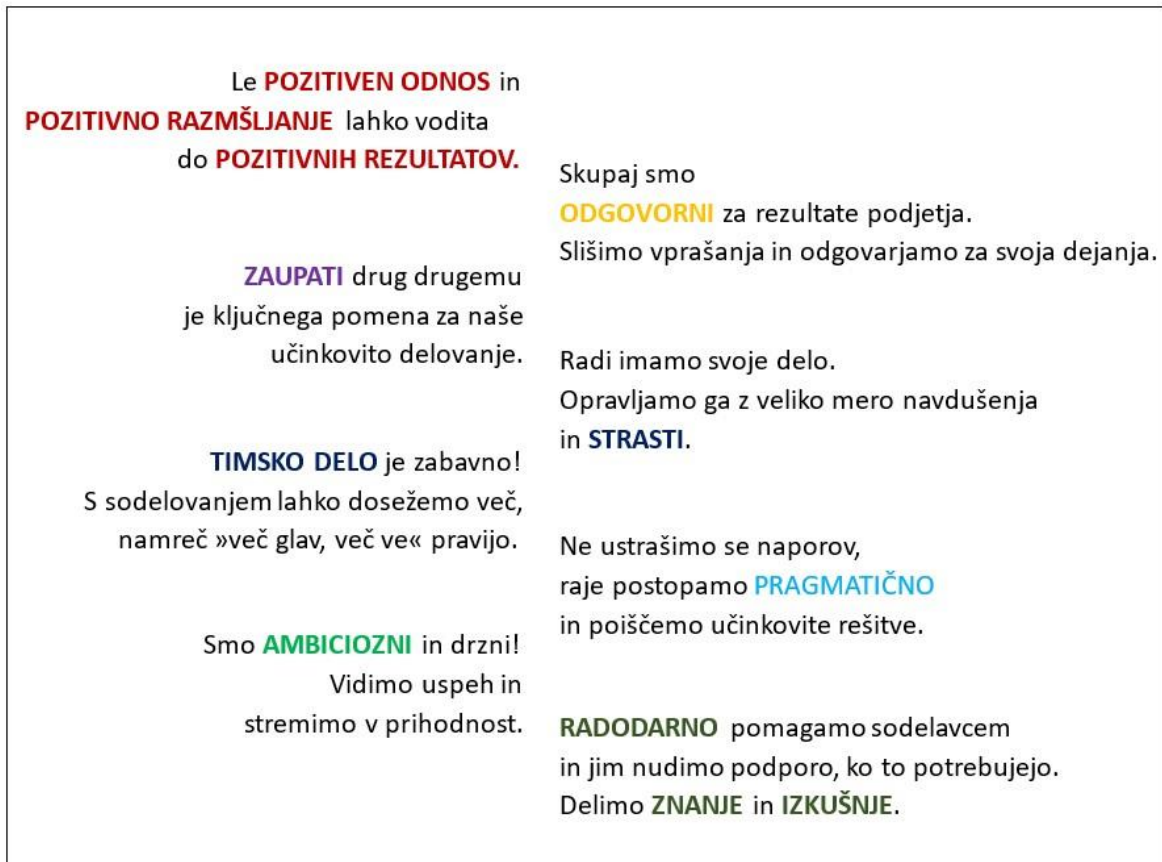 Le POZITIVEN ODNOS in
POZITIVNO RAZMŠLJANJE lahko vodita
do POZITIVNIH REZULTATOV.
Skupaj smo
ODGOVORNI za rezultate podjetja.
Slišimo vprašanja in odgovarjamo za svoja dejanja.
ZAUPATI drug drugemu
je ključnega pomena za naše
učinkovito delovanje.
Radi imamo svoje delo.
Opravljamo ga z veliko mero navdušenja
in STRASTI.
TIMSKO DELO je zabavno!
S sodelovanjem lahko dosežemo več,
namreč »več glav, več ve« pravijo.
Ne ustrašimo se naporov,
raje postopamo PRAGMATIČNO
in poiščemo učinkovite rešitve.
Smo AMBICIOZNI in drzni!
Vidimo uspeh in
stremimo v prihodnost.
RADODARNO pomagamo sodelavcem
in jim nudimo podporo, ko to potrebujejo.
Delimo ZNANJE in IZKUŠNJE.